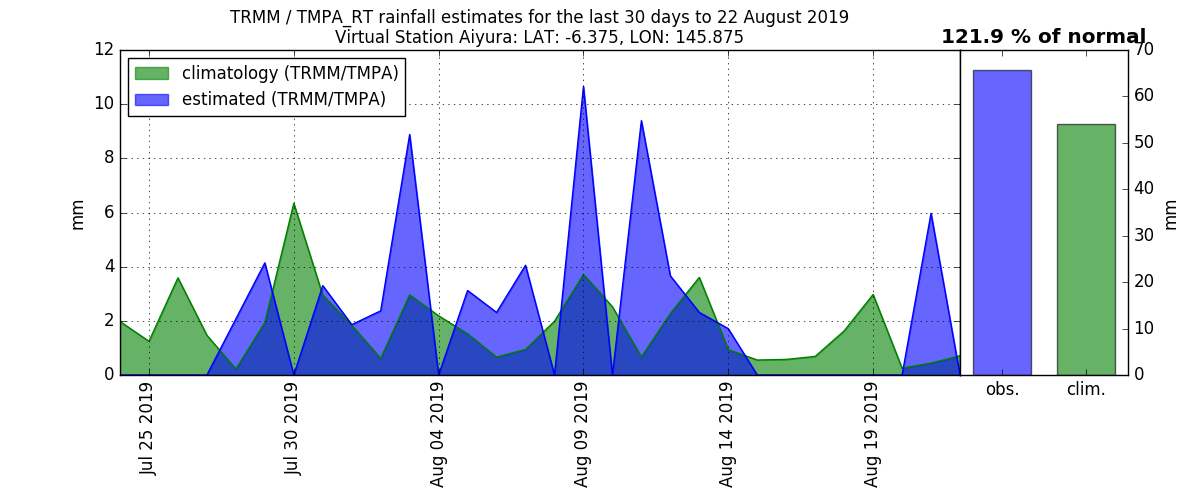 TRMM / TMPA_RT rainfall estimates for the last 30 days to 22 August 2019
Virtual Station Aiyura: LAT: -6.375, LON: 145.875
121.9 % of normal
climatology (TRMM/TMPA)
estimated (TRMM/TMPA)
mm
12
10
8
6
4
2
0
Jul 25 2019
Jul 30 2019
Aug 04 2019
Aug 09 2019
Aug 14 2019
Aug 19 2019
70
60
50
40
30
20
10
0
mm
obs.
clim.